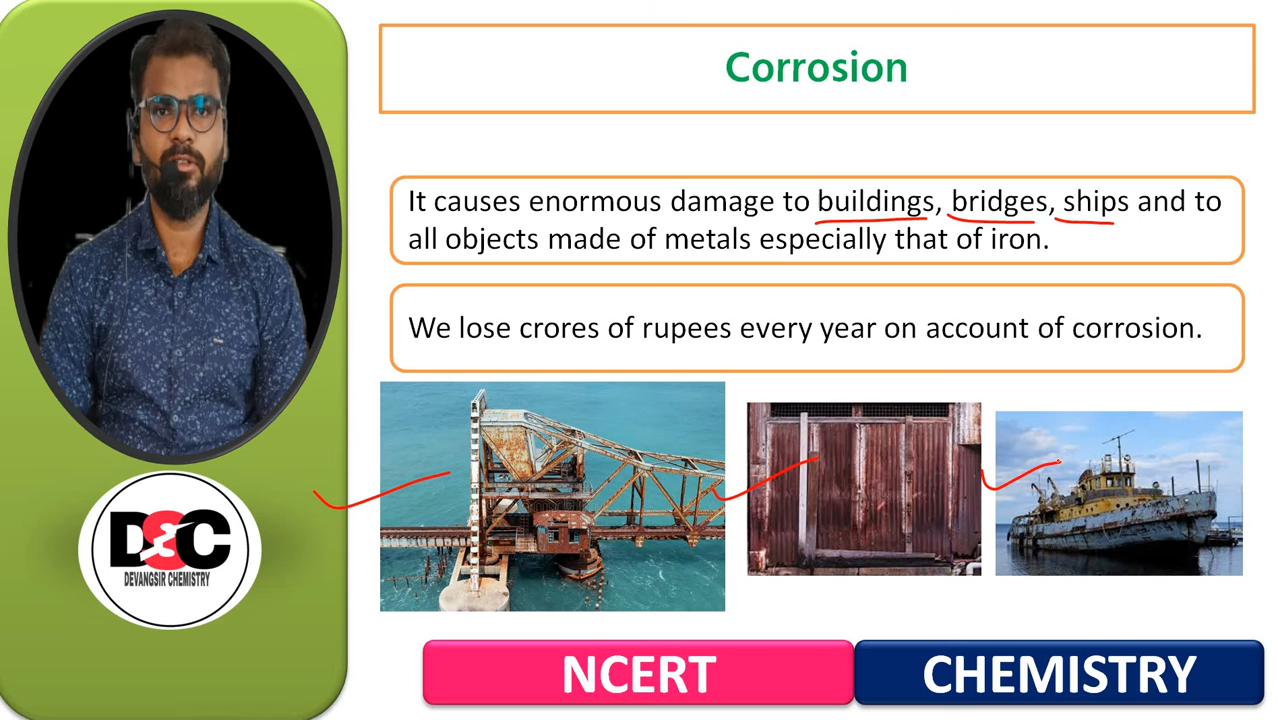 Corrosion
It causes enormous damage to buildings, bridges, ships and to
all objects made of metals especially that of iron.
We lose crores of rupees every year on account of corrosion.
DEC
DEVANGSIR CHEMISTRY
NCERT
CHEMISTRY